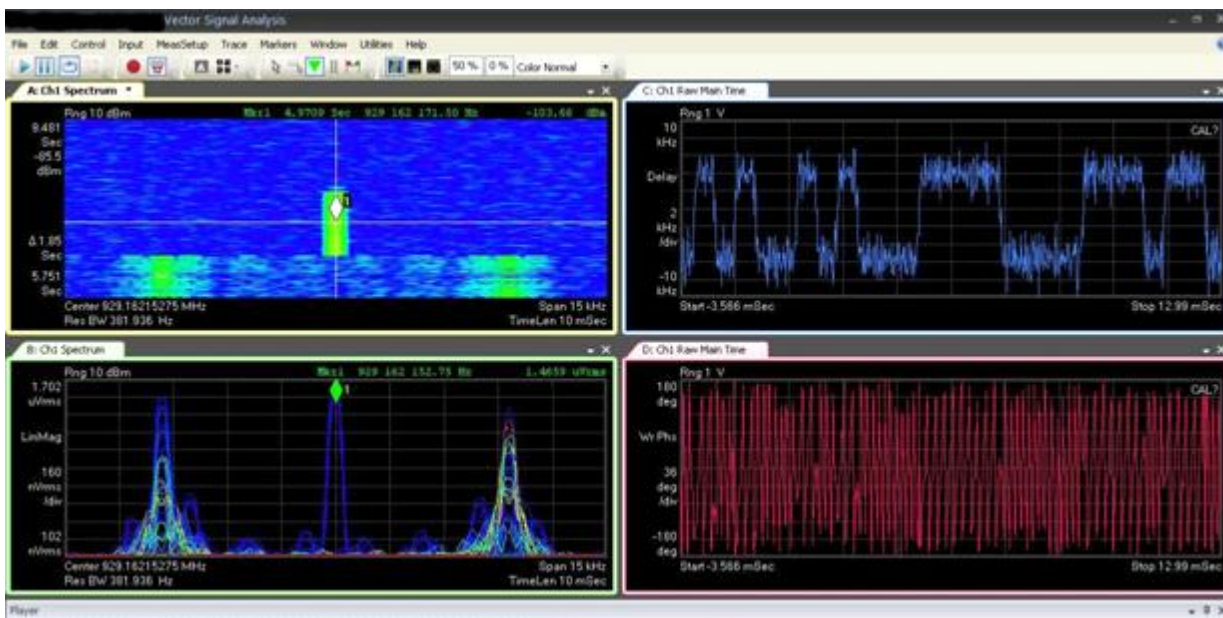 Vector Signal Analysis
File Edit Control Input MeasSetup Trace Markers Window Utilities Help
50 % 0 % Color Normal
A: Ch1 Spectrum *
Rng 10 dBm Mkr1 4.9709 Sec 929 162 171.50 Hz -103.68 dBm
9.481
Sec
-85.5
dBm
1
Δ 1.85
Sec
5.751
Sec
Center 929.16215275 MHz Span 15 kHz
Res BW 381.936 Hz TimeLen 10 mSec
C: Ch1 Raw Main Time
Rng 1 V
10
kHz
CAL?
Delay
2
kHz
/div
-10
kHz
Start -3.566 mSec Stop 12.99 mSec
B: Ch1 Spectrum
Rng 10 dBm Mkr1 929 162 152.75 Hz 1.4659 uVrms
1.702
uVrms
1
LinMag
160
nVrms
/div
102
nVrms
Center 929.16215275 MHz Span 15 kHz
Res BW 381.936 Hz TimeLen 10 mSec
D: Ch1 Raw Main Time
Rng 1 V
180
deg
CAL?
Wr Phs
36
deg
/div
-180
deg
Start -3.566 mSec Stop 12.99 mSec
Player